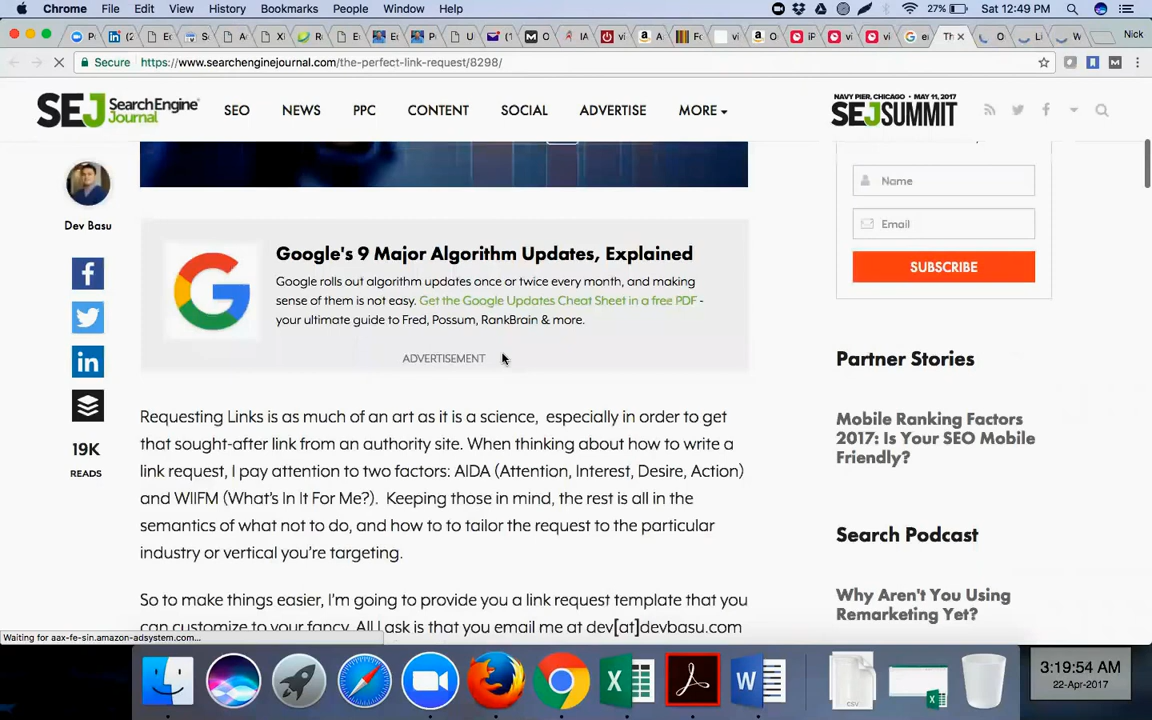 Chrome File Edit View History Bookmarks People Window Help 27% Sat 12:49 PM
Nick
Secure https://www.searchenginejournal.com/the-perfect-link-request/8298/
SEJ SearchEngine Journal SEO NEWS PPC CONTENT SOCIAL ADVERTISE MORE
NAVY PIER, CHICAGO • MAY 11, 2017
SEJSUMMIT
Dev Basu
19K
READS
Google's 9 Major Algorithm Updates, Explained
Google rolls out algorithm updates once or twice every month, and making
sense of them is not easy. Get the Google Updates Cheat Sheet in a free PDF -
your ultimate guide to Fred, Possum, RankBrain & more.
ADVERTISEMENT
Requesting Links is as much of an art as it is a science, especially in order to get
that sought-after link from an authority site. When thinking about how to write a
link request, I pay attention to two factors: AIDA (Attention, Interest, Desire, Action)
and WIIFM (What's In It For Me?). Keeping those in mind, the rest is all in the
semantics of what not to do, and how to to tailor the request to the particular
industry or vertical you're targeting.
So to make things easier, I'm going to provide you a link request template that you
can customize to your fancy. All I ask is that you email me at dev[at]devbasu.com
Name
Email
SUBSCRIBE
Partner Stories
Mobile Ranking Factors
2017: Is Your SEO Mobile
Friendly?
Search Podcast
Why Aren't You Using
Remarketing Yet?
Waiting for aax-fe-sin.amazon-adsystem.com...
CSV
3:19:54 AM
22-Apr-2017